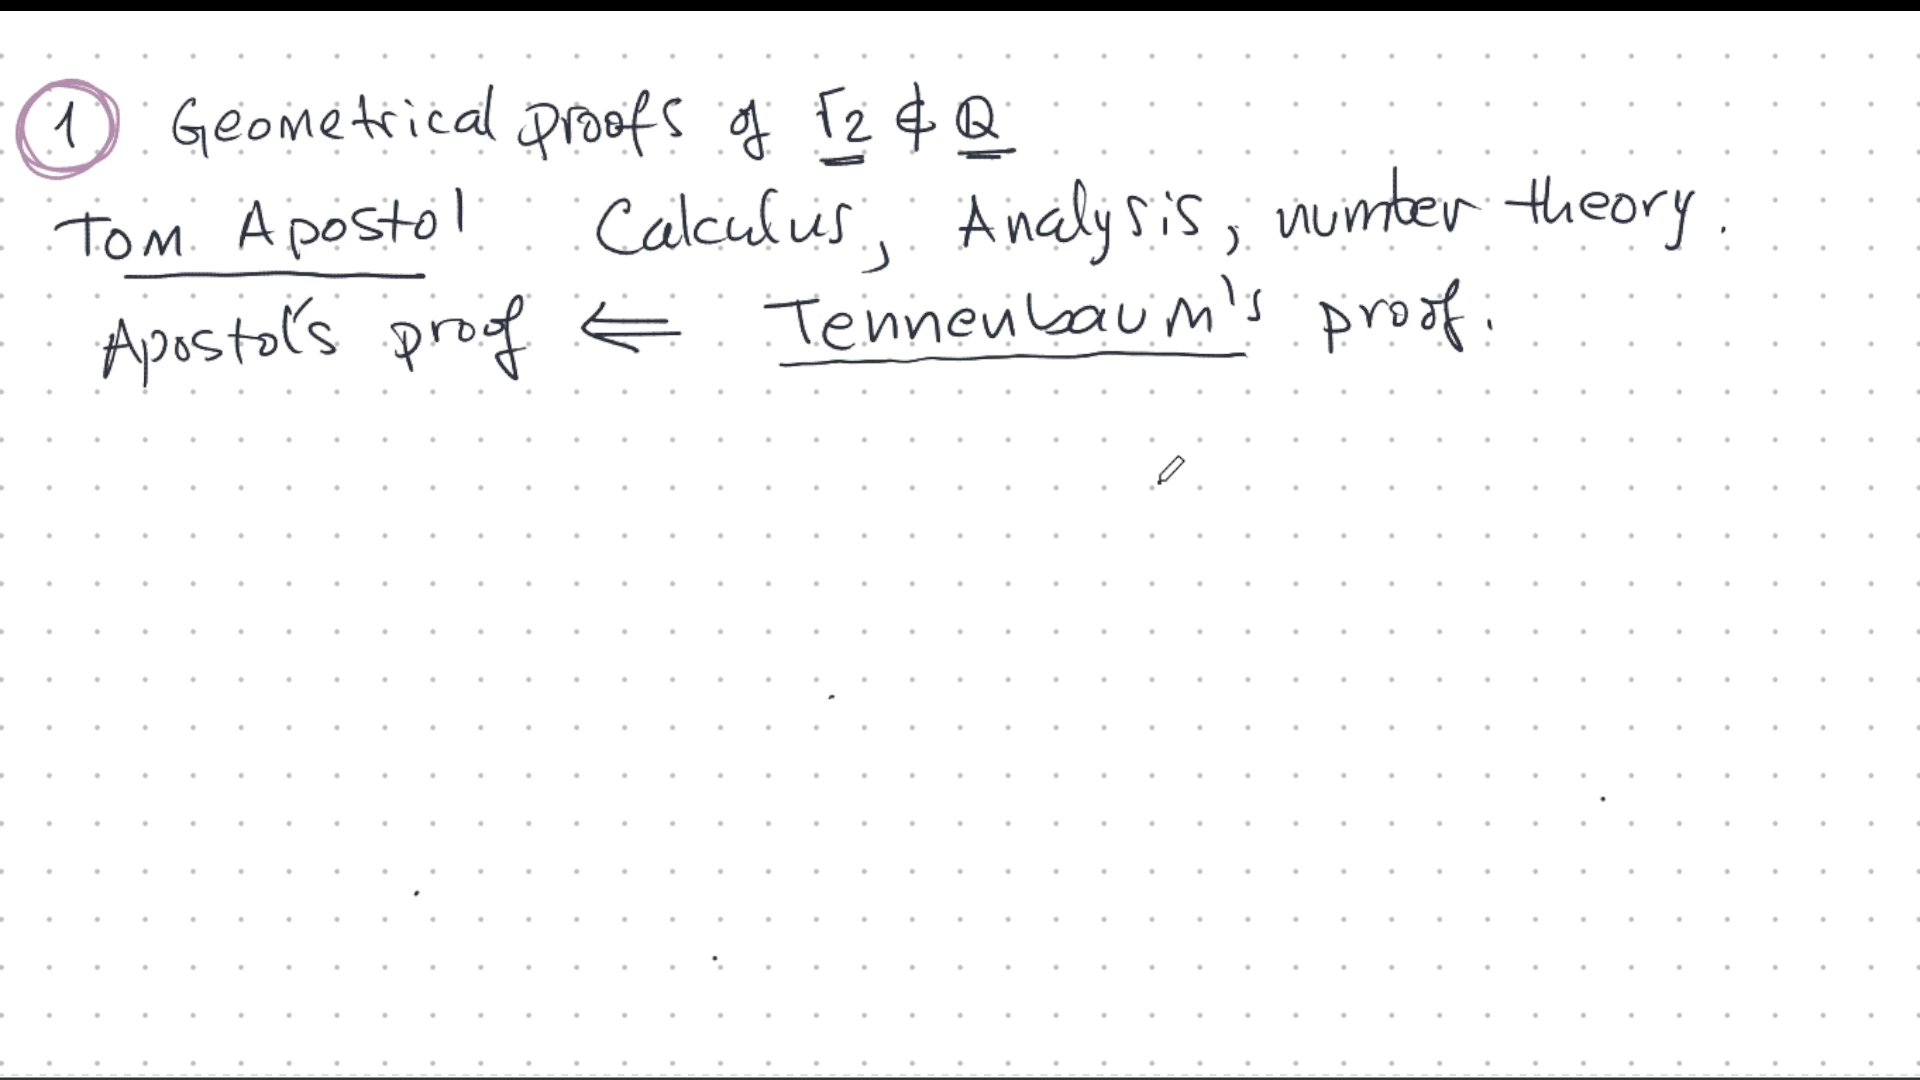 1 Geometrical proofs of √2 ∉ Q
Tom Apostol Calculus, Analysis, number theory.
Apostol's proof ⇐ Tennenbaum's proof.